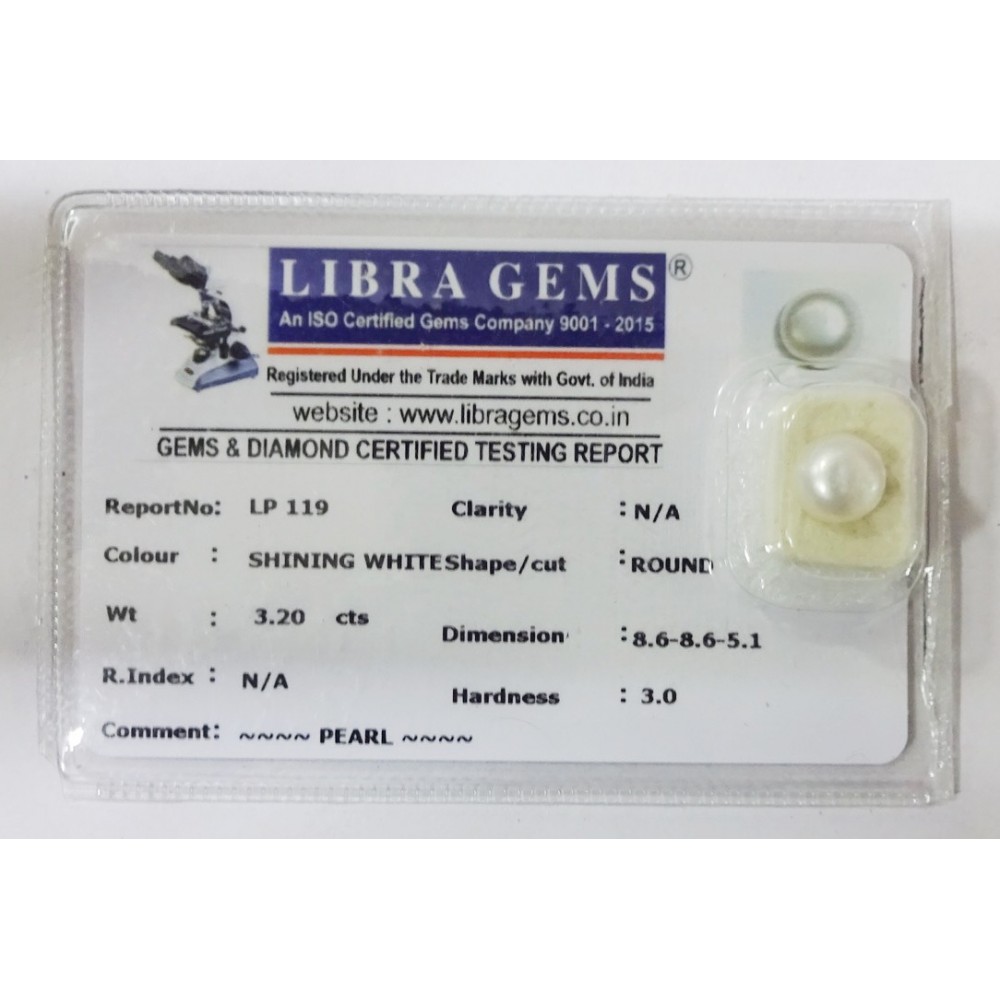 LIBRA GEMS ®
An ISO Certified Gems Company 9001 - 2015
Registered Under the Trade Marks with Govt. of India
website : www.libragems.co.in
GEMS & DIAMOND CERTIFIED TESTING REPORT
ReportNo: LP 119 Clarity : N/A
Colour : SHINING WHITE Shape/cut : ROUND
Wt : 3.20 cts Dimension : 8.6-8.6-5.1
R.Index : N/A Hardness : 3.0
Comment: ~~~~ PEARL ~~~~